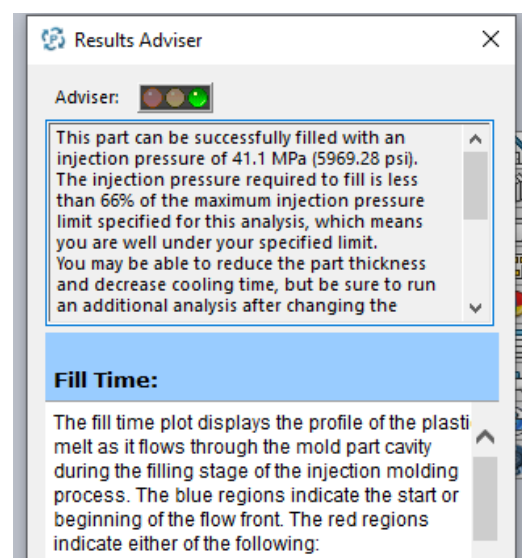 Results Adviser
Adviser:
This part can be successfully filled with an
injection pressure of 41.1 MPa (5969.28 psi).
The injection pressure required to fill is less
than 66% of the maximum injection pressure
limit specified for this analysis, which means
you are well under your specified limit.
You may be able to reduce the part thickness
and decrease cooling time, but be sure to run
an additional analysis after changing the
Fill Time:
The fill time plot displays the profile of the plasti
melt as it flows through the mold part cavity
during the filling stage of the injection molding
process. The blue regions indicate the start or
beginning of the flow front. The red regions
indicate either of the following: